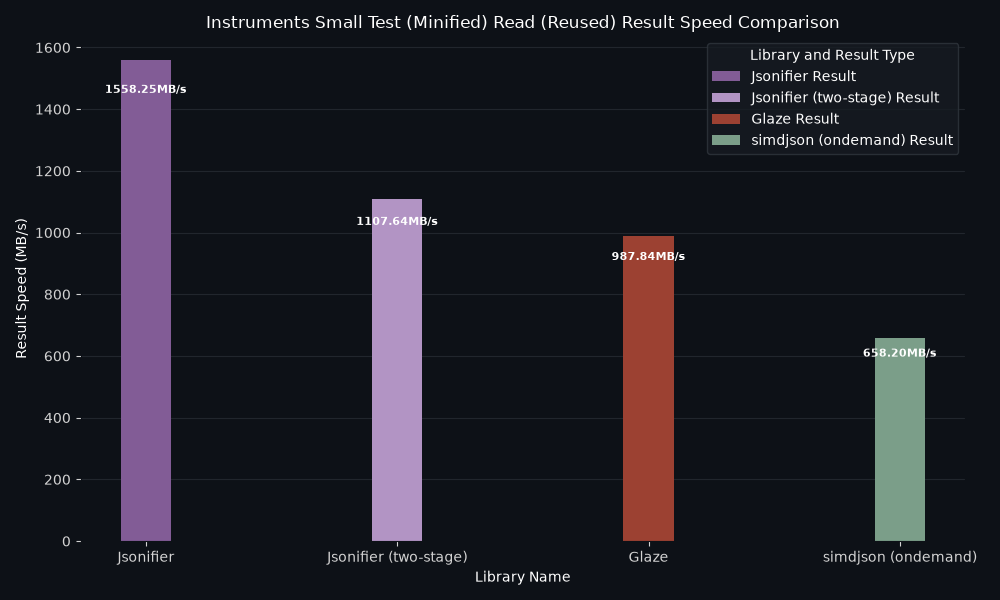 Instruments Small Test (Minified) Read (Reused) Result Speed Comparison
Library and Result Type
Jsonifier Result
Jsonifier (two-stage) Result
Glaze Result
simdjson (ondemand) Result
Result Speed (MB/s)
1600
1400
1200
1000
800
600
400
200
0
1558.25MB/s
1107.64MB/s
987.84MB/s
658.20MB/s
Jsonifier
Jsonifier (two-stage)
Glaze
simdjson (ondemand)
Library Name